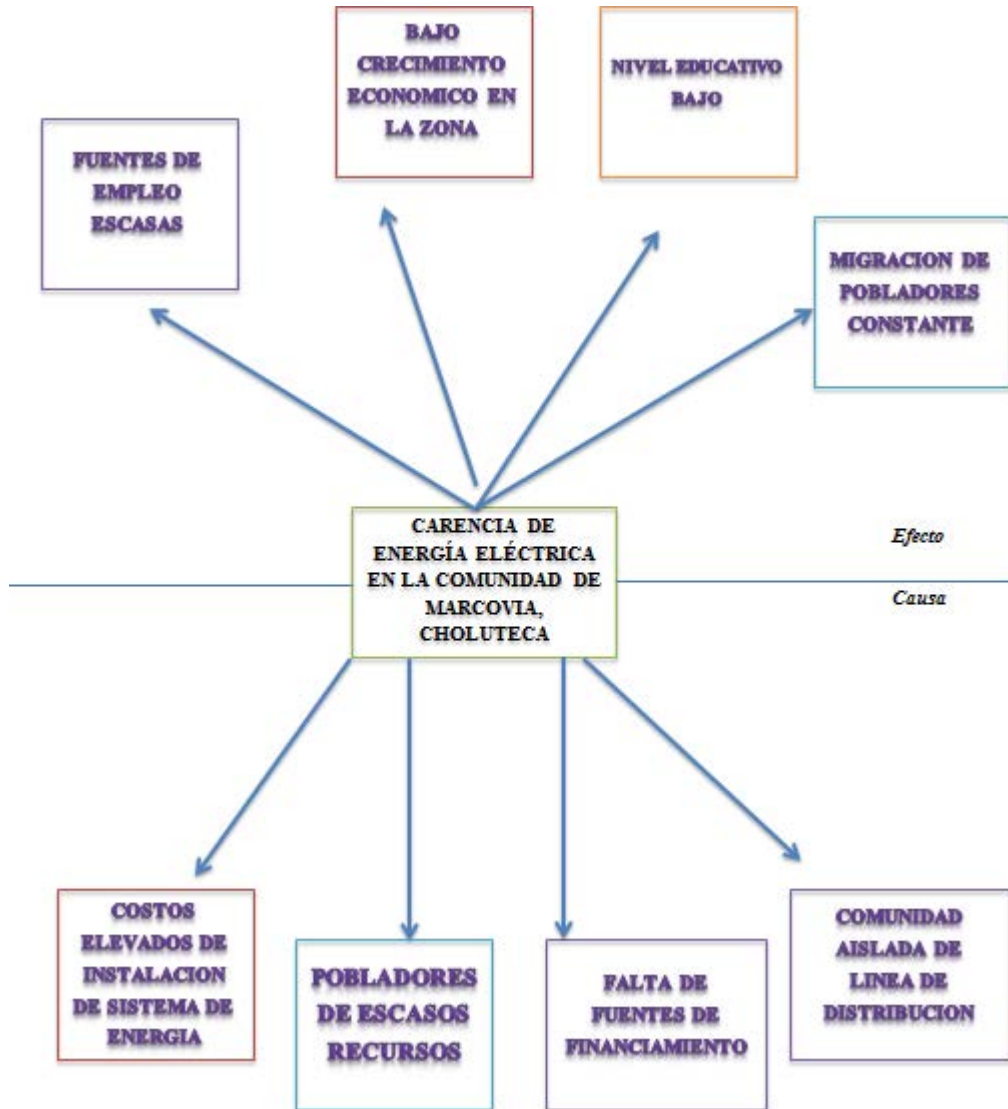 BAJO
CRECIMIENTO
ECONOMICO EN
LA ZONA
NIVEL EDUCATIVO
BAJO
FUENTES DE
EMPLEO
ESCASAS
MIGRACION DE
POBLADORES
CONSTANTE
CARENCIA DE
ENERGÍA ELÉCTRICA
EN LA COMUNIDAD DE
MARCOVIA,
CHOLUTECA
Efecto
Causa
COSTOS
ELEVADOS DE
INSTALACION
DE SISTEMA DE
ENERGIA
POBLADORES
DE ESCASOS
RECURSOS
FALTA DE
FUENTES DE
FINANCIAMIENTO
COMUNIDAD
AISLADA DE
LINEA DE
DISTRIBUCION